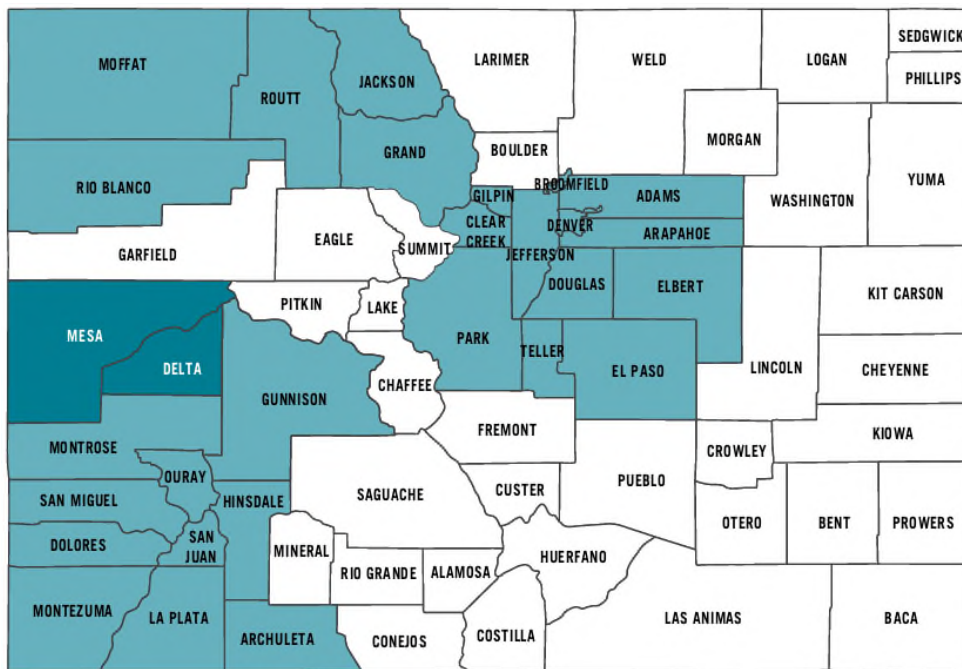 SEDGWICK
LARIMER
WELD
LOGAN
MOFFAT
JACKSON
PHILLIPS
ROUTT
MORGAN
GRAND
BOULDER
YUMA
RIO BLANCO
BROOMFIELD
GILPIN
ADAMS
WASHINGTON
CLEAR
CREEK
DENVER
ARAPAHOE
EAGLE
SUMMIT
GARFIELD
JEFFERSON
DOUGLAS
ELBERT
KIT CARSON
PITKIN
LAKE
MESA
PARK
TELLER
LINCOLN
DELTA
EL PASO
CHEYENNE
CHAFFEE
GUNNISON
FREMONT
KIOWA
MONTROSE
CROWLEY
OURAY
PUEBLO
SAGUACHE
CUSTER
SAN MIGUEL
HINSDALE
OTERO
BENT
PROWERS
DOLORES
SAN
JUAN
MINERAL
HUERFANO
RIO GRANDE
ALAMOSA
MONTEZUMA
LA PLATA
LAS ANIMAS
BACA
ARCHULETA
CONEJOS
COSTILLA